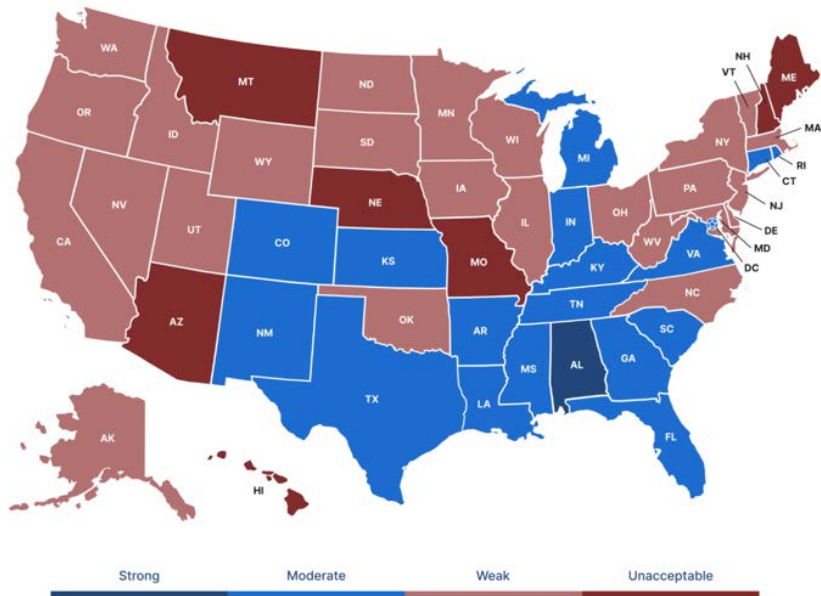 NH
ME
VT
WA
MT
ND
MN
MA
OR
ID
SD
WI
NY
RI
WY
MI
CT
IA
PA
NJ
NE
NV
IL
IN
OH
DE
UT
WV
MD
CA
CO
KS
MO
VA
DC
KY
NC
TN
AZ
OK
NM
AR
SC
MS
AL
GA
TX
LA
FL
AK
HI
Strong Moderate Weak Unacceptable